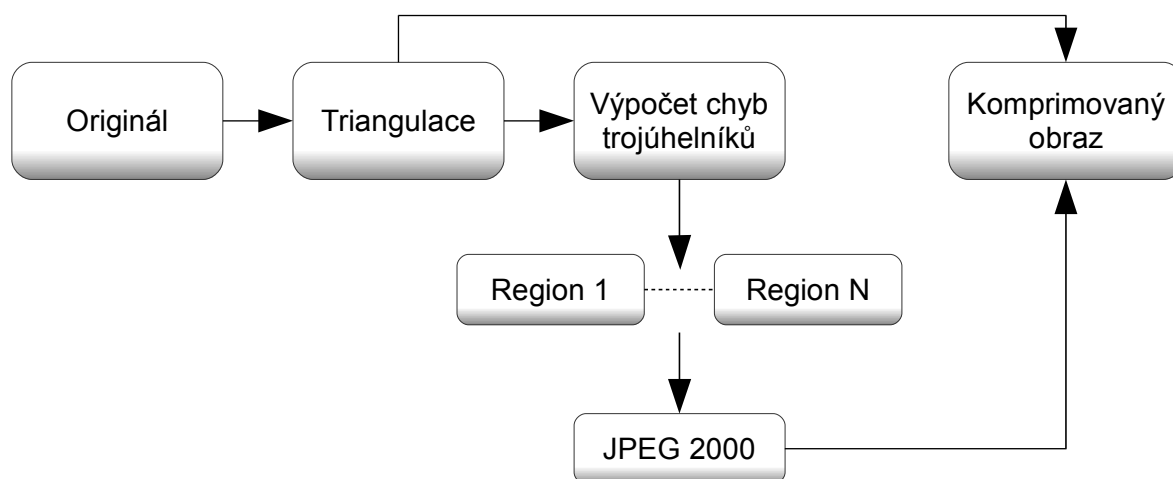 Originál
Triangulace
Výpočet chyb
trojúhelníků
Komprimovaný
obraz
Region 1
Region N
JPEG 2000